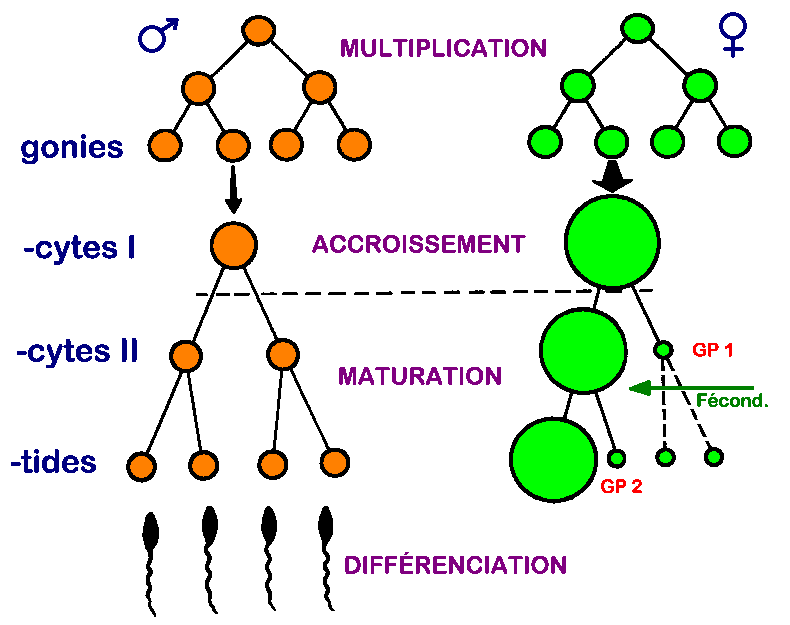 ♂
MULTIPLICATION
♀
gonies
-cytes I
ACCROISSEMENT
-cytes II
MATURATION
GP 1
Fécond.
-tides
GP 2
DIFFÉRENCIATION